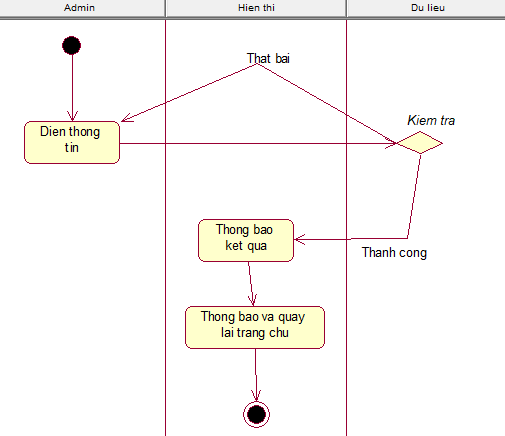 Admin
Hien thi
Du lieu
That bai
Kiem tra
Dien thong
tin
Thong bao
ket qua
Thanh cong
Thong bao va quay
lai trang chu